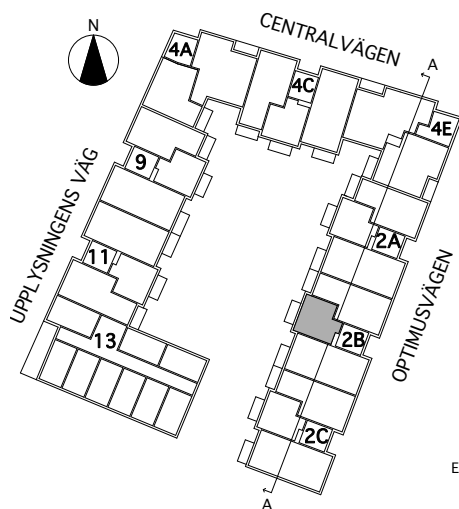 CENTRALVÄGEN
N
A
4A
4C
4E
9
UPPLYSNINGENS VÄG
2A
11
OPTIMUSVÄGEN
2B
13
2C
E
A